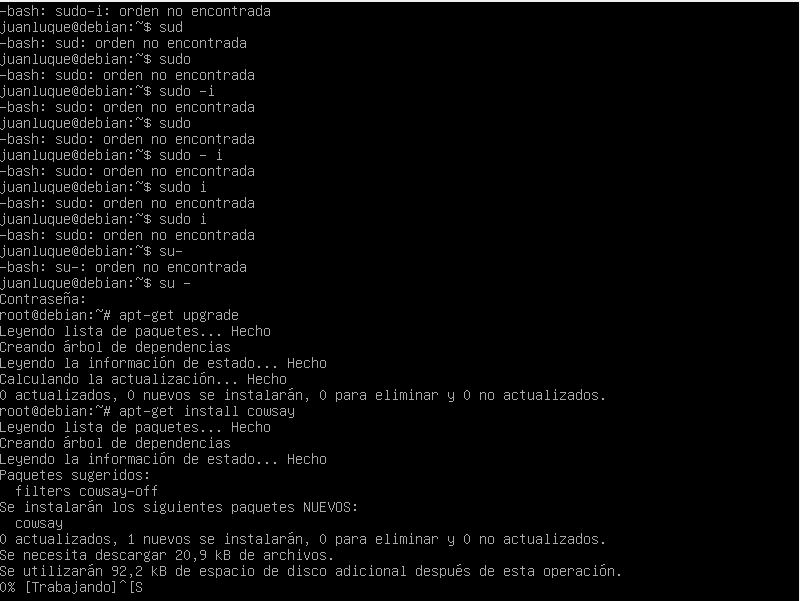 -bash: sudo-i: orden no encontrada
juanluque@debian:~$ sud
-bash: sud: orden no encontrada
juanluque@debian:~$ sudo
-bash: sudo: orden no encontrada
juanluque@debian:~$ sudo -i
-bash: sudo: orden no encontrada
juanluque@debian:~$ sudo
-bash: sudo: orden no encontrada
juanluque@debian:~$ sudo - i
-bash: sudo: orden no encontrada
juanluque@debian:~$ sudo i
-bash: sudo: orden no encontrada
juanluque@debian:~$ sudo i
-bash: sudo: orden no encontrada
juanluque@debian:~$ su-
-bash: su-: orden no encontrada
juanluque@debian:~$ su -
Contraseña:
root@debian:~# apt-get upgrade
Leyendo lista de paquetes... Hecho
Creando árbol de dependencias
Leyendo la información de estado... Hecho
Calculando la actualización... Hecho
0 actualizados, 0 nuevos se instalarán, 0 para eliminar y 0 no actualizados.
root@debian:~# apt-get install cowsay
Leyendo lista de paquetes... Hecho
Creando árbol de dependencias
Leyendo la información de estado... Hecho
Paquetes sugeridos:
  filters cowsay-off
Se instalarán los siguientes paquetes NUEVOS:
  cowsay
0 actualizados, 1 nuevos se instalarán, 0 para eliminar y 0 no actualizados.
Se necesita descargar 20,9 kB de archivos.
Se utilizarán 92,2 kB de espacio de disco adicional después de esta operación.
0% [Trabajando]^[S